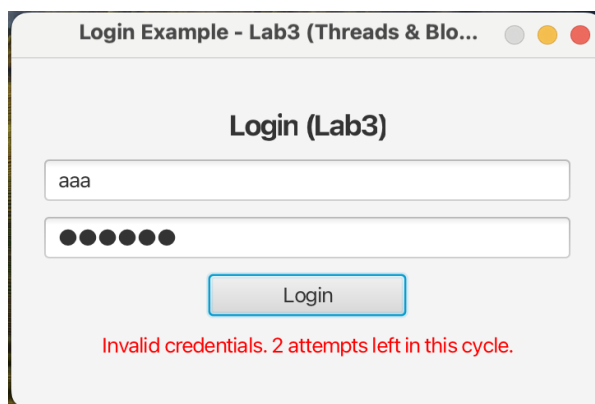 Login Example - Lab3 (Threads & Blo...
Login (Lab3)
aaa
●●●●●●
Login
Invalid credentials. 2 attempts left in this cycle.